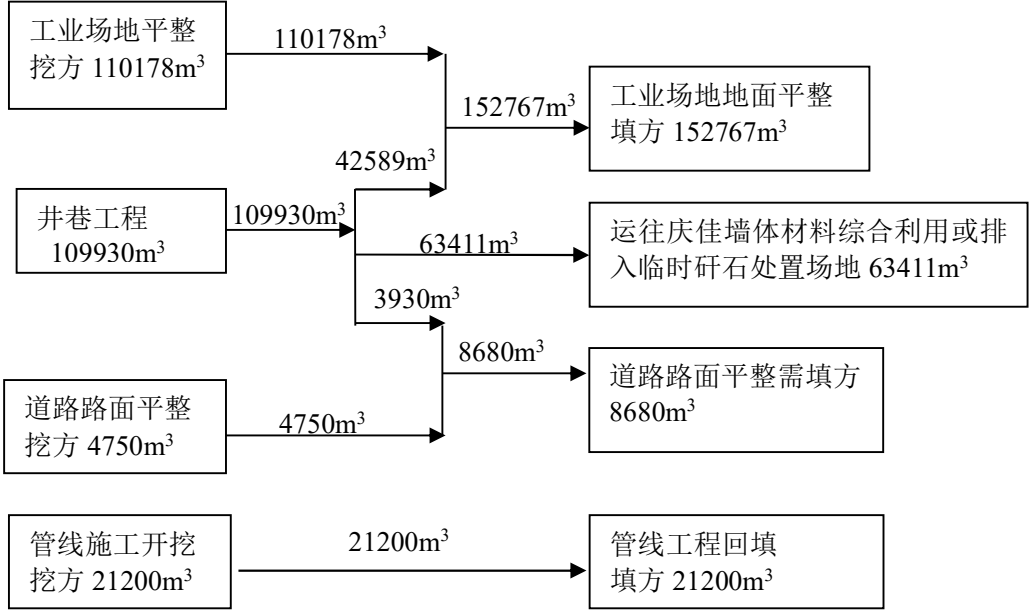 工业场地平整
挖方 110178m³
110178m³
152767m³
工业场地地面平整
填方 152767m³
42589m³
井巷工程
109930m³
109930m³
63411m³
运往庆佳墙体材料综合利用或排
入临时矸石处置场地 63411m³
3930m³
8680m³
道路路面平整需填方
8680m³
道路路面平整
挖方 4750m³
4750m³
管线施工开挖
挖方 21200m³
21200m³
管线工程回填
填方 21200m³